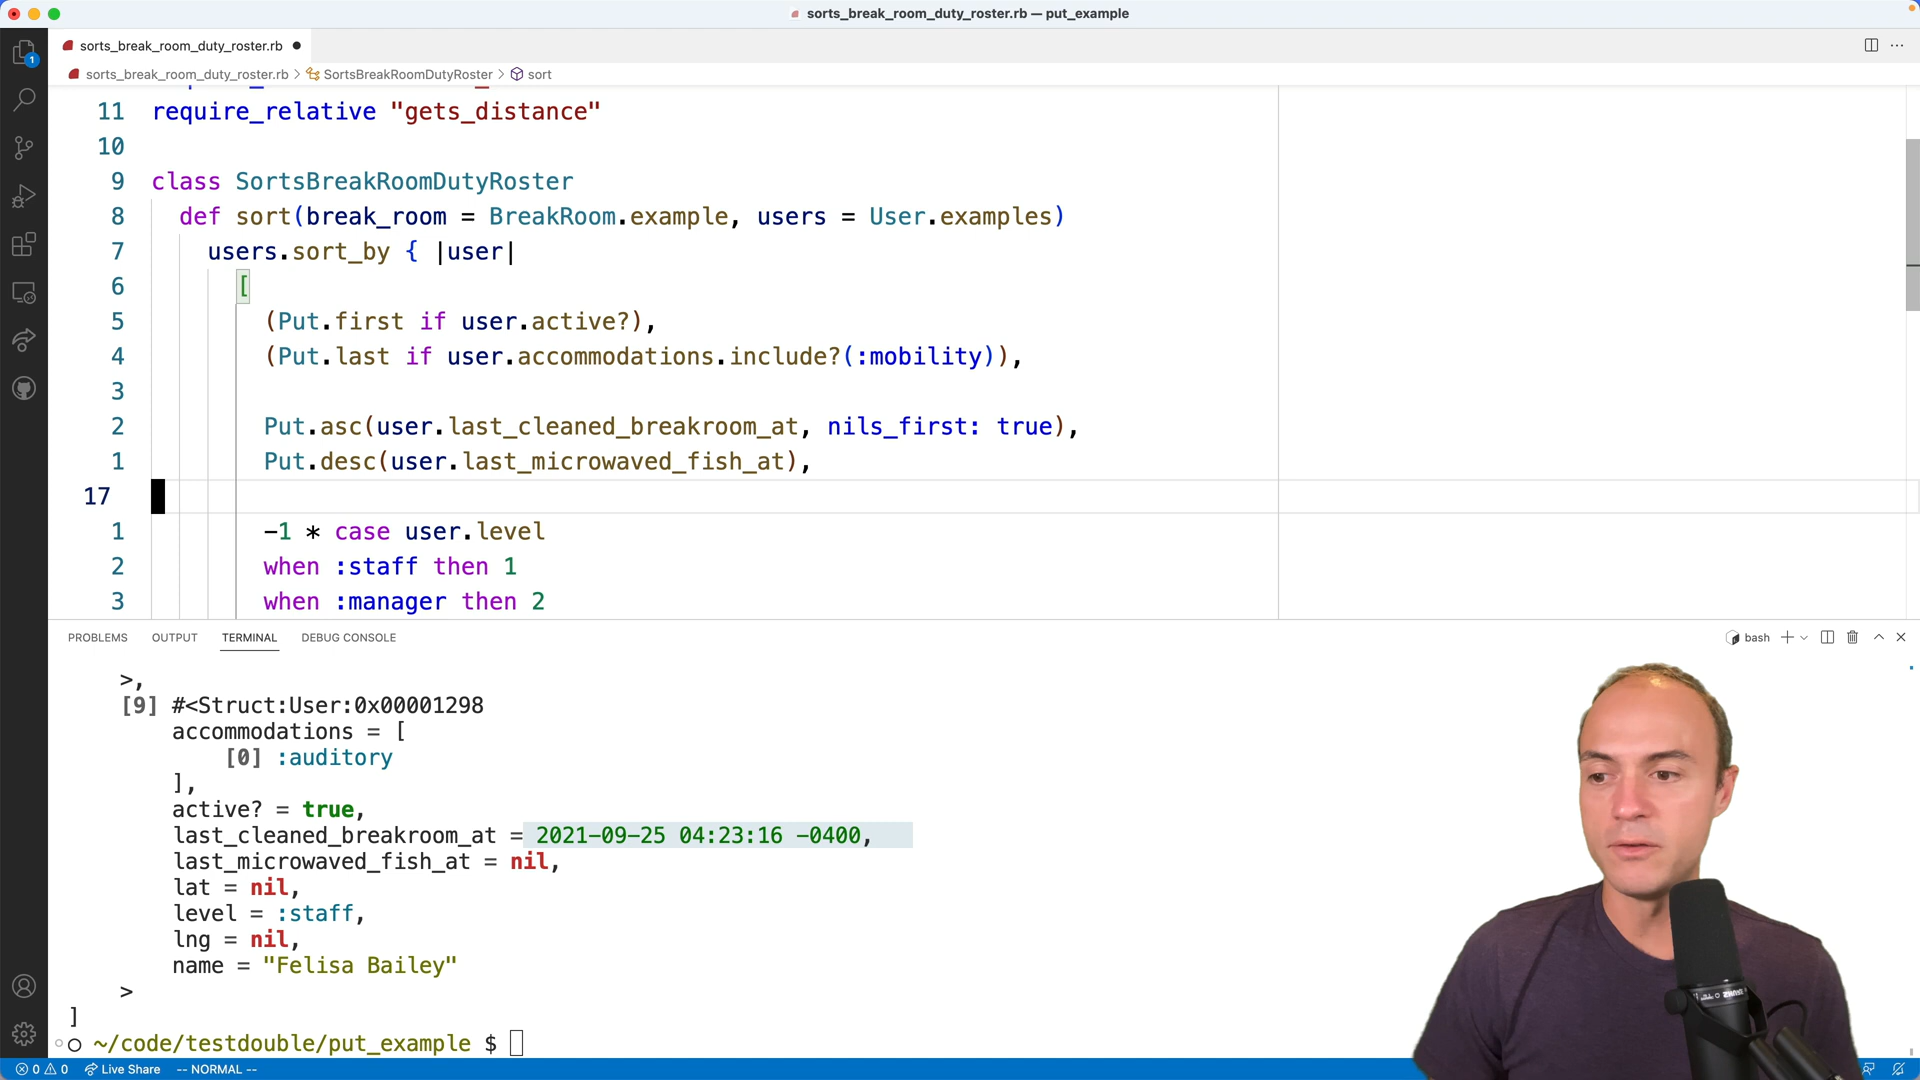 sorts_break_room_duty_roster.rb — put_example
sorts_break_room_duty_roster.rb
sorts_break_room_duty_roster.rb > SortsBreakRoomDutyRoster > sort
11 require_relative "gets_distance"
10
9 class SortsBreakRoomDutyRoster
8 def sort(break_room = BreakRoom.example, users = User.examples)
7 users.sort_by { |user|
6 [
5 (Put.first if user.active?),
4 (Put.last if user.accommodations.include?(:mobility)),
3
2 Put.asc(user.last_cleaned_breakroom_at, nils_first: true),
1 Put.desc(user.last_microwaved_fish_at),
17
1 -1 * case user.level
2 when :staff then 1
3 when :manager then 2
PROBLEMS OUTPUT TERMINAL DEBUG CONSOLE bash
>,
[9] #<Struct:User:0x00001298
accommodations = [
[0] :auditory
],
active? = true,
last_cleaned_breakroom_at = 2021-09-25 04:23:16 -0400,
last_microwaved_fish_at = nil,
lat = nil,
level = :staff,
lng = nil,
name = "Felisa Bailey"
>
]
~/code/testdouble/put_example $
0 0 Live Share -- NORMAL --
1